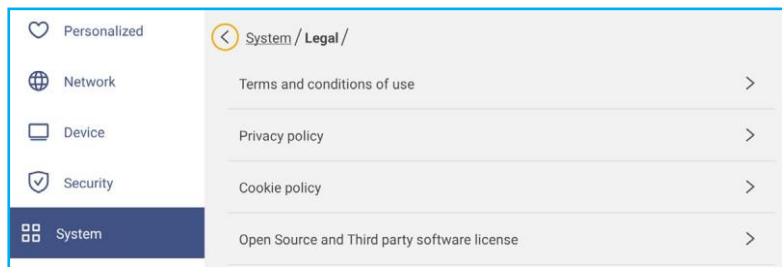 Personalized
Network
Device
Security
System
System / Legal /
Terms and conditions of use
Privacy policy
Cookie policy
Open Source and Third party software license